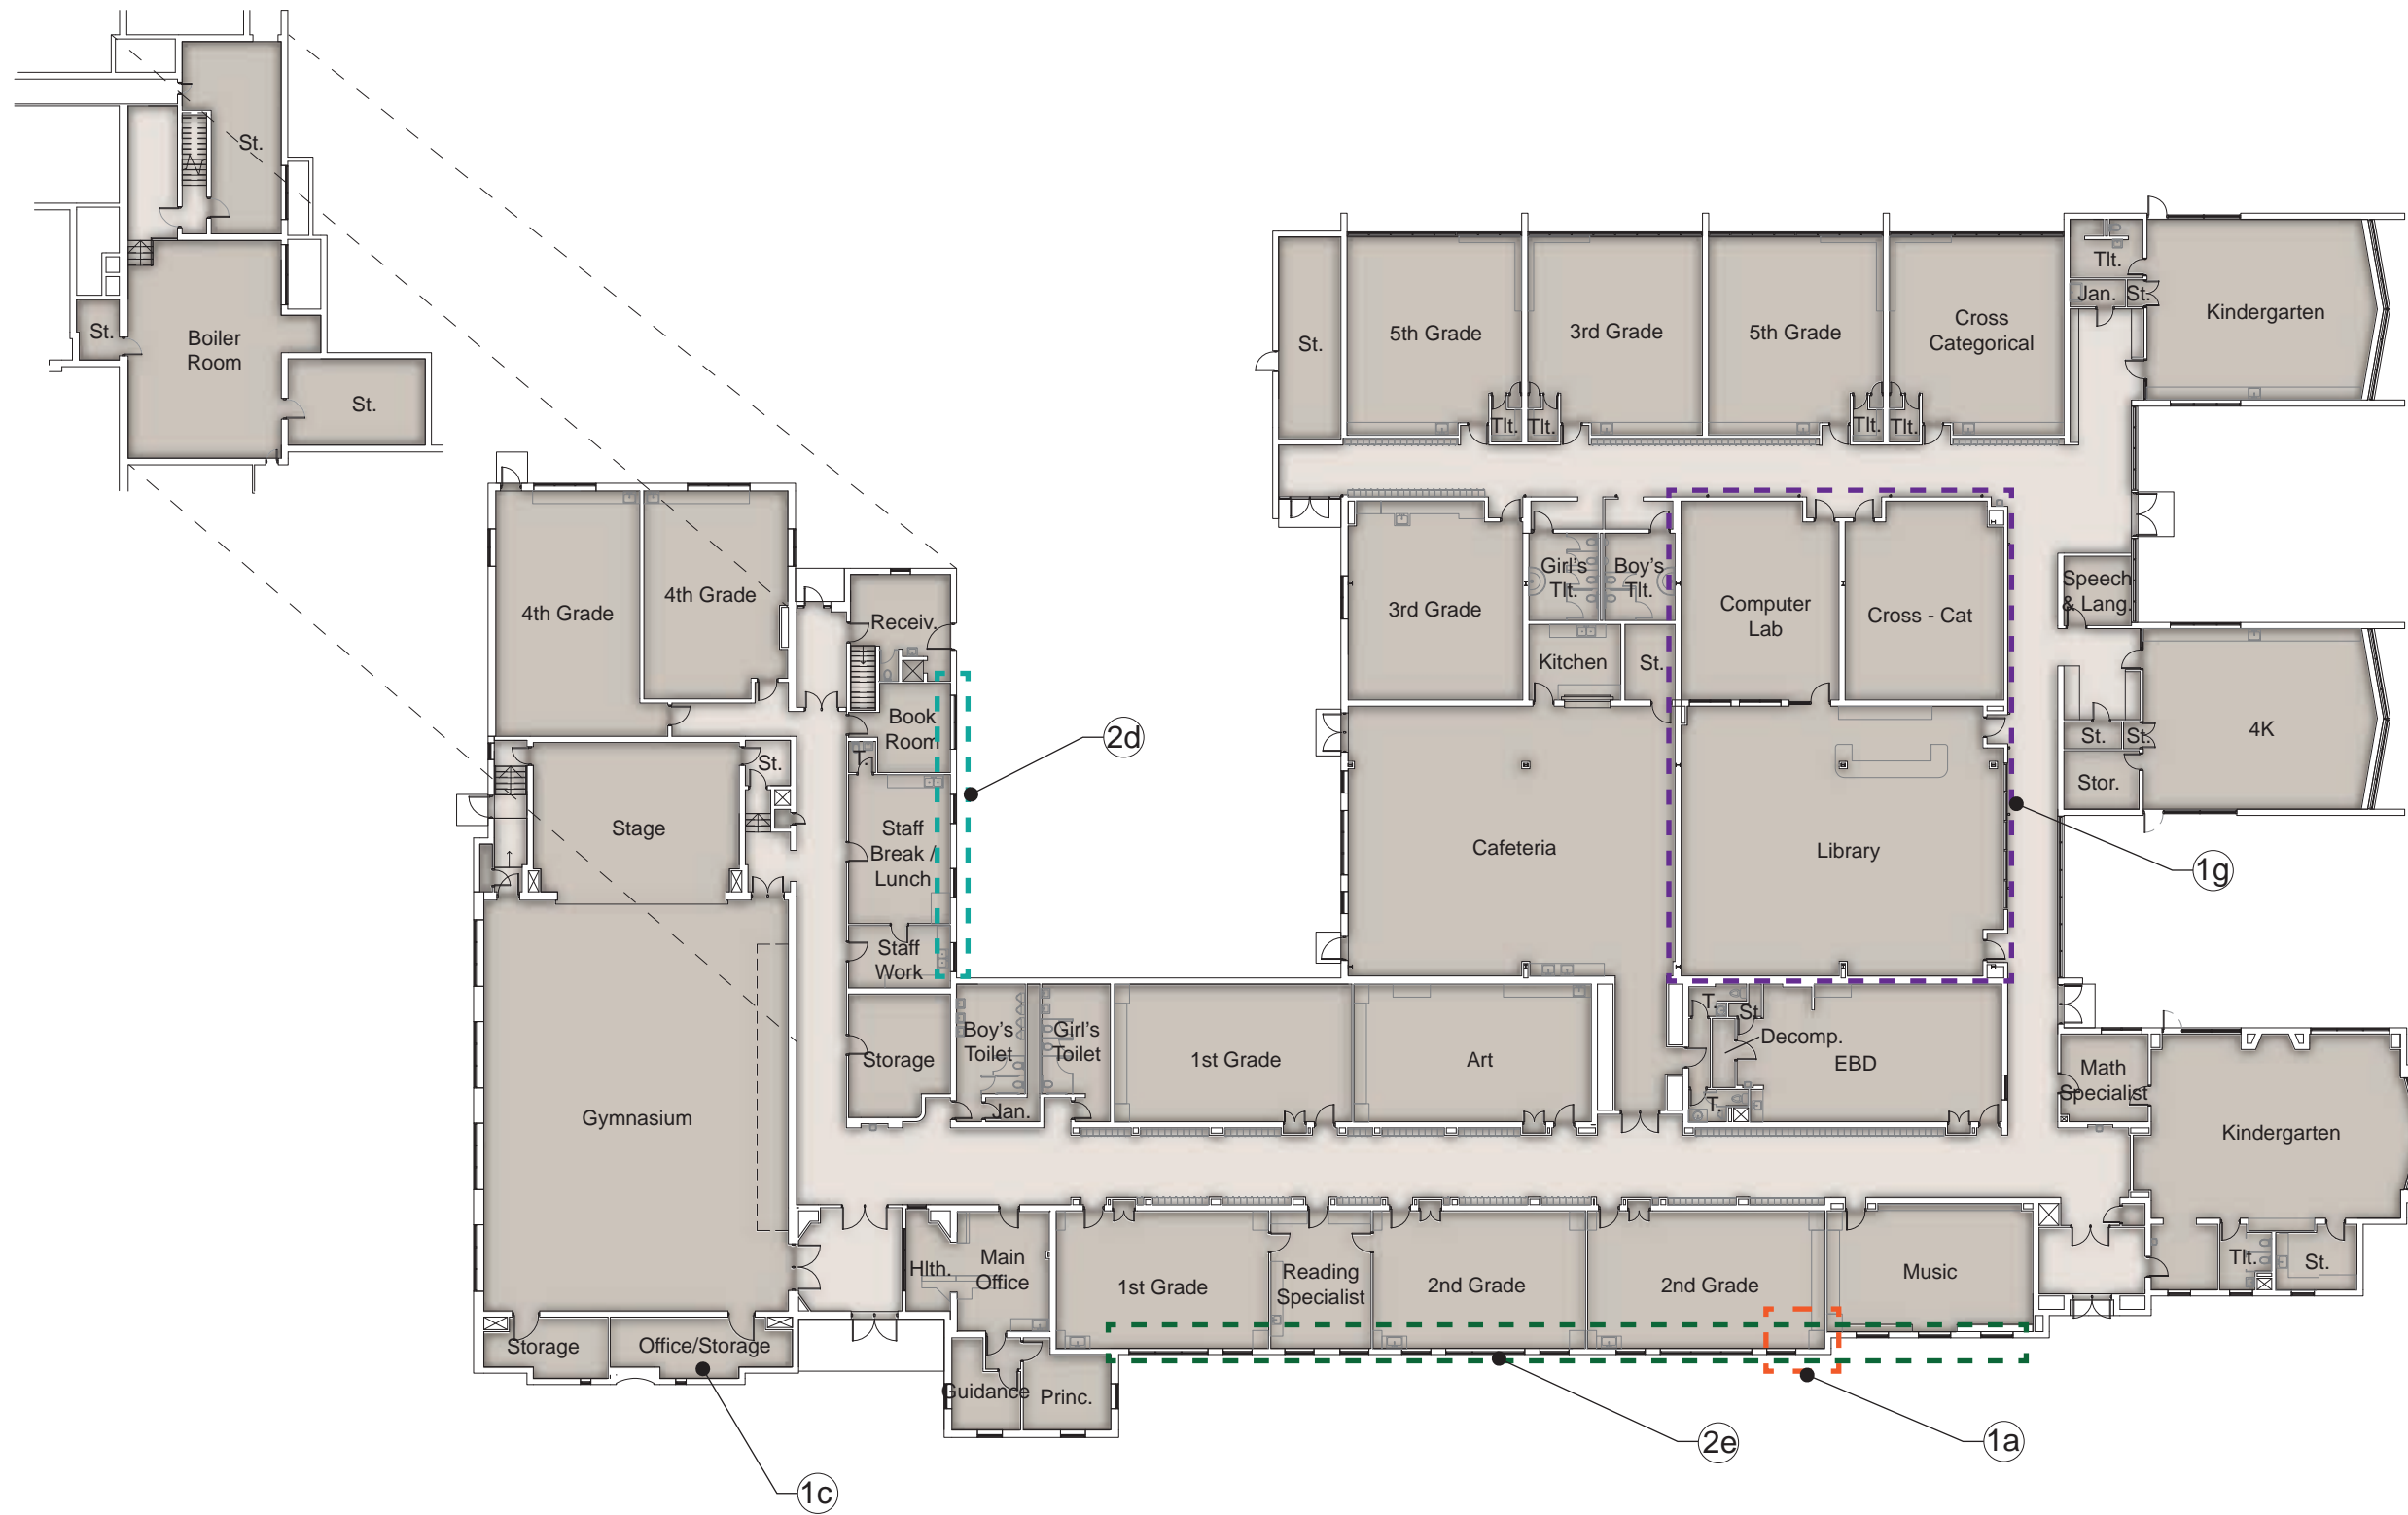 St.
St.
Boiler
Room
St.
5th Grade
3rd Grade
5th Grade
Cross
Categorical
St.
Tlt.
Tlt.
Tlt.
Tlt.
Tlt.
Jan.
St.
Kindergarten
4th Grade
4th Grade
Receiv.
Book
Room
T.
St.
Stage
Staff
Break /
Lunch
Staff
Work
2d
3rd Grade
Girl's
Tlt.
Boy's
Tlt.
Kitchen
St.
Computer
Lab
Cross - Cat
Speech
& Lang.
St.
St.
Stor.
4K
Cafeteria
Library
1g
Gymnasium
Storage
Boy's
Toilet
Girl's
Toilet
Jan.
1st Grade
Art
T.
St.
Decomp.
EBD
T.
Math
Specialist
Kindergarten
Hlth.
Main
Office
1st Grade
Reading
Specialist
2nd Grade
2nd Grade
Music
Tlt.
St.
Storage
Office/Storage
Guidance
Princ.
2e
1a
1c